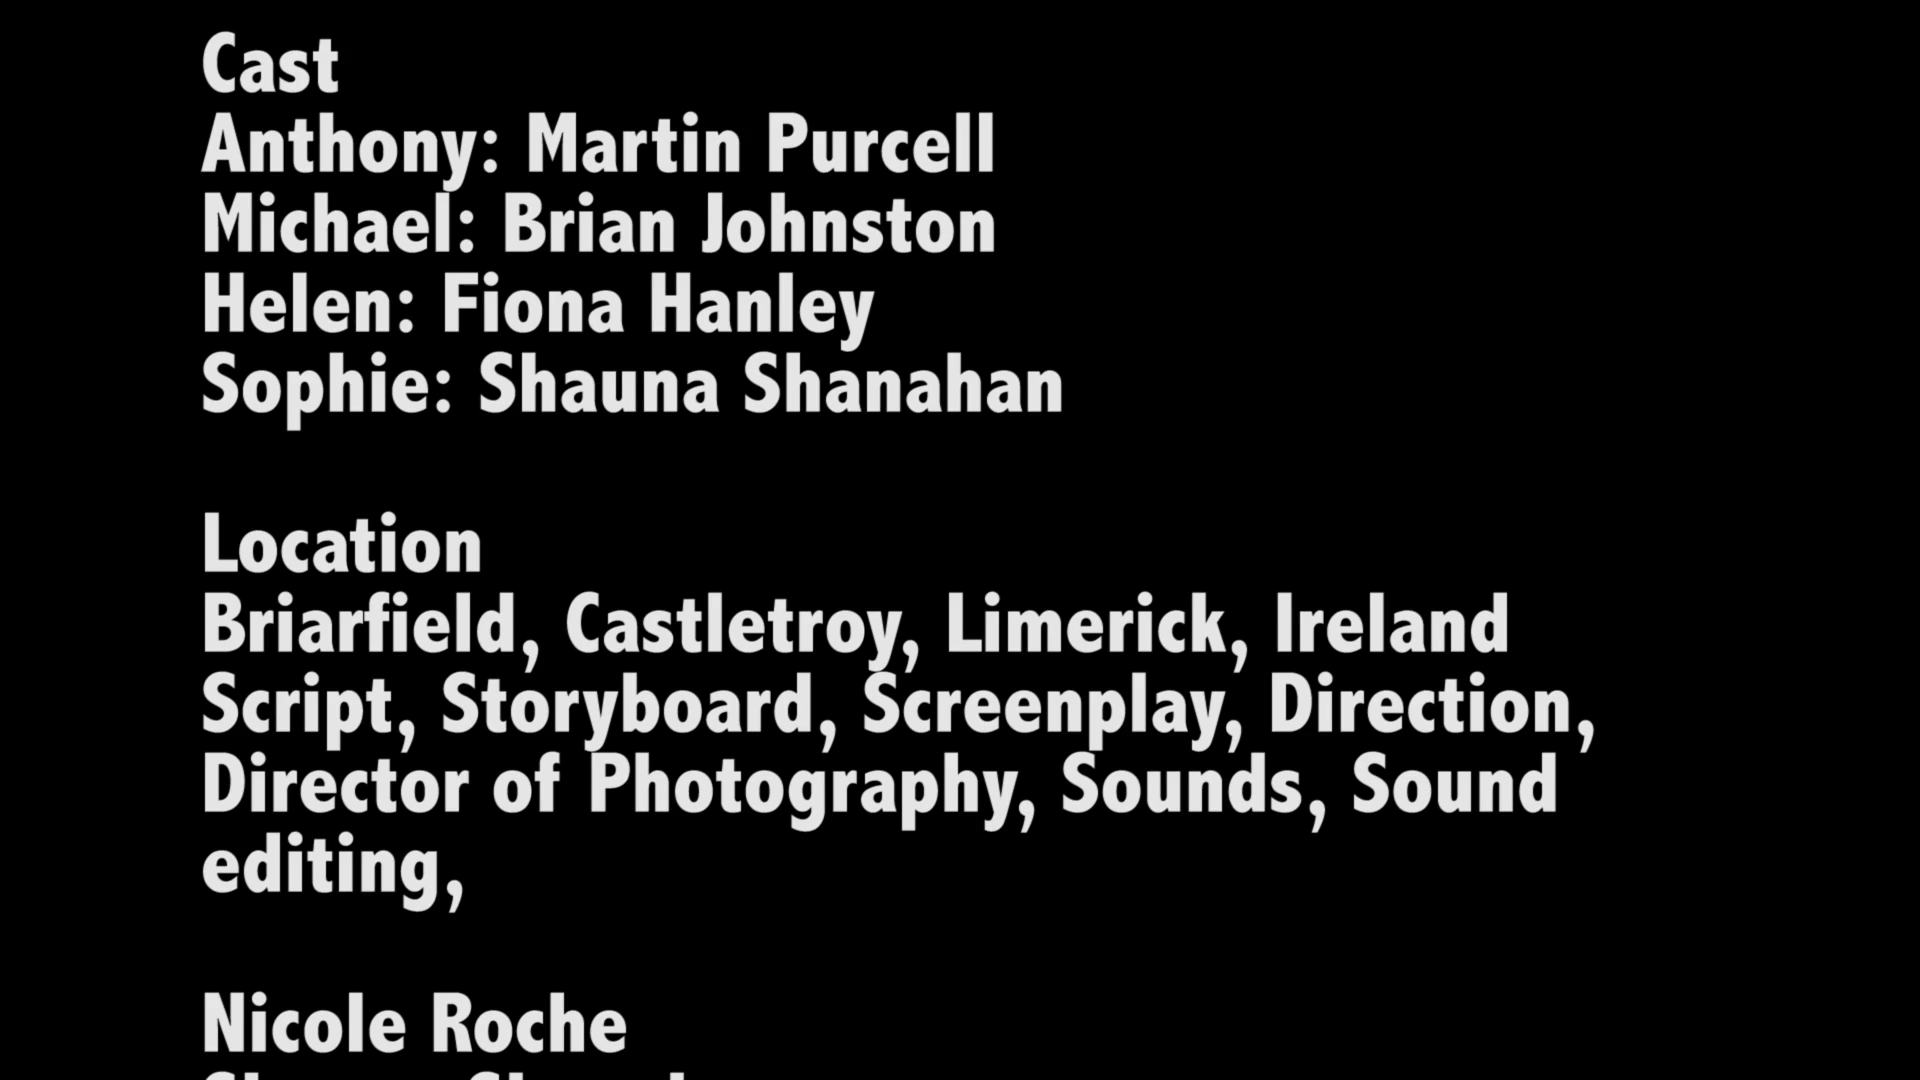 Cast
Anthony: Martin Purcell
Michael: Brian Johnston
Helen: Fiona Hanley
Sophie: Shauna Shanahan
Location
Briarfield, Castletroy, Limerick, Ireland
Script, Storyboard, Screenplay, Direction,
Director of Photography, Sounds, Sound
editing,
Nicole Roche